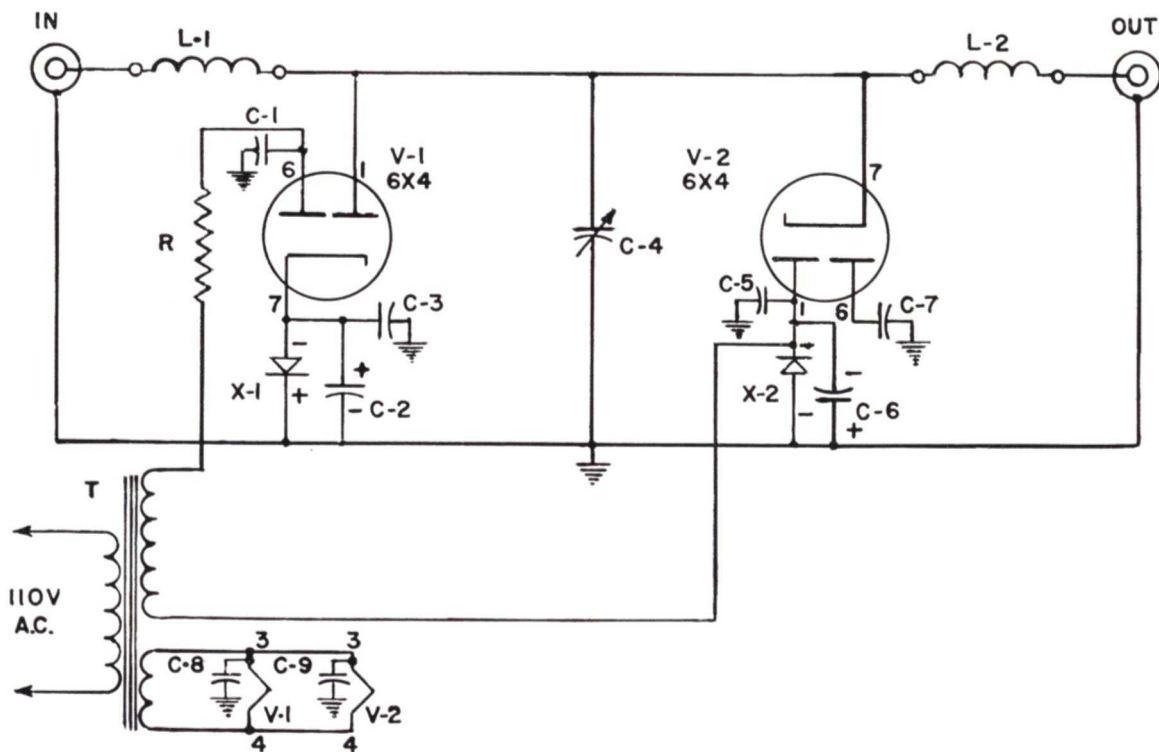 IN
L-1
L-2
OUT
C-1
6
1
V-1
6X4
V-2
6X4
7
R
C-4
7
C-3
C-5
1
6
C-7
-
+
X-1
+
-
C-2
+
X-2
-
-
C-6
+
T
110V
A.C.
3
3
C-8
C-9
V-1
V-2
4
4